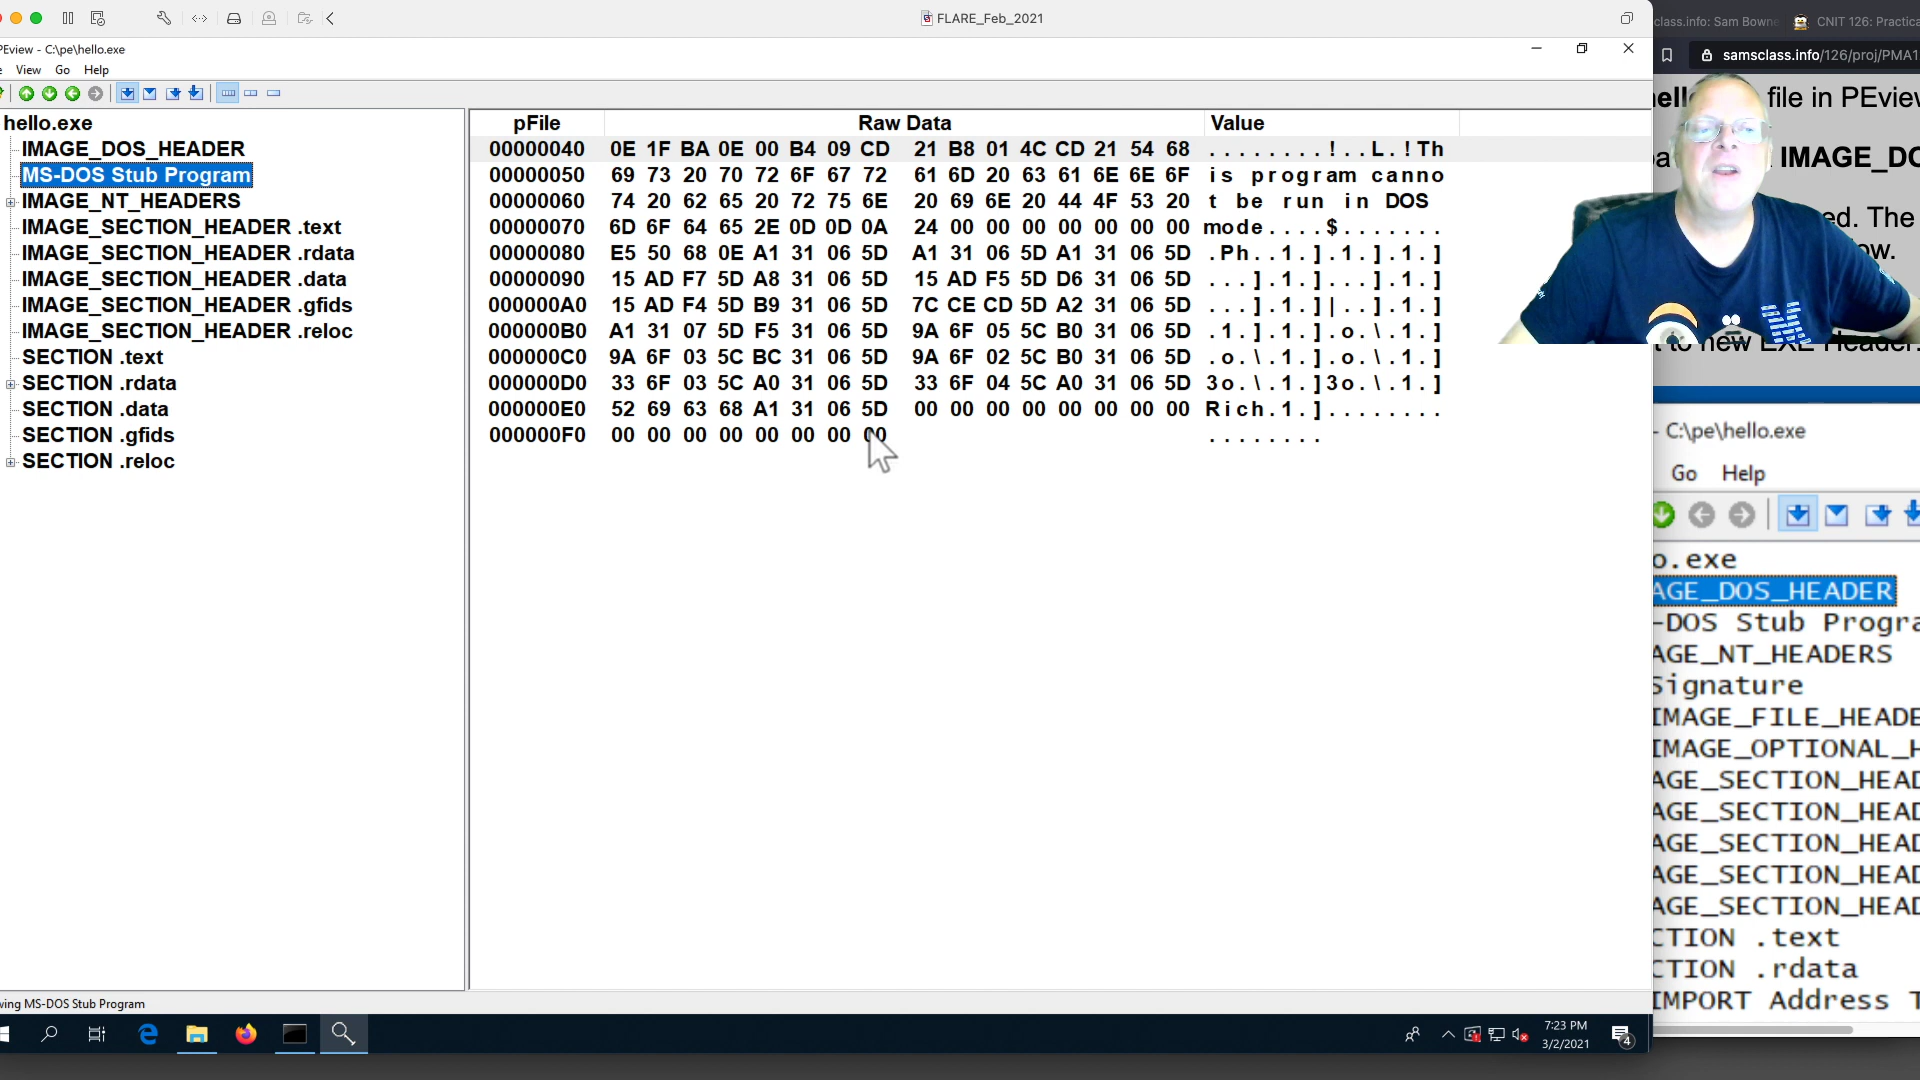 FLARE_Feb_2021
PEview - C:\pe\hello.exe
View Go Help
hello.exe
IMAGE_DOS_HEADER
MS-DOS Stub Program
IMAGE_NT_HEADERS
IMAGE_SECTION_HEADER .text
IMAGE_SECTION_HEADER .rdata
IMAGE_SECTION_HEADER .data
IMAGE_SECTION_HEADER .gfids
IMAGE_SECTION_HEADER .reloc
SECTION .text
SECTION .rdata
SECTION .data
SECTION .gfids
SECTION .reloc
pFile Raw Data Value
00000040 0E 1F BA 0E 00 B4 09 CD 21 B8 01 4C CD 21 54 68 ........!..L.!Th
00000050 69 73 20 70 72 6F 67 72 61 6D 20 63 61 6E 6E 6F is program canno
00000060 74 20 62 65 20 72 75 6E 20 69 6E 20 44 4F 53 20 t be run in DOS
00000070 6D 6F 64 65 2E 0D 0D 0A 24 00 00 00 00 00 00 00 mode....$.......
00000080 E5 50 68 0E A1 31 06 5D A1 31 06 5D A1 31 06 5D .Ph..1.].1.].1.]
00000090 15 AD F7 5D A8 31 06 5D 15 AD F5 5D D6 31 06 5D ...].1.]...].1.]
000000A0 15 AD F4 5D B9 31 06 5D 7C CE CD 5D A2 31 06 5D ...].1.]|..].1.]
000000B0 A1 31 07 5D F5 31 06 5D 9A 6F 05 5C B0 31 06 5D .1.].1.].o.\.1.]
000000C0 9A 6F 03 5C BC 31 06 5D 9A 6F 02 5C B0 31 06 5D .o.\.1.].o.\.1.]
000000D0 33 6F 03 5C A0 31 06 5D 33 6F 04 5C A0 31 06 5D 3o.\.1.]3o.\.1.]
000000E0 52 69 63 68 A1 31 06 5D 00 00 00 00 00 00 00 00 Rich.1.]........
000000F0 00 00 00 00 00 00 00 00 ........
wing MS-DOS Stub Program
7:23 PM
3/2/2021
4
class.info: Sam Bowne CNIT 126: Practica
samsclass.info/126/proj/PMA1
file in PEview
IMAGE_DO
ed. The
ow.
t to new EXE Header.
- C:\pe\hello.exe
Go Help
o.exe
AGE_DOS_HEADER
-DOS Stub Progra
AGE_NT_HEADERS
Signature
IMAGE_FILE_HEADE
IMAGE_OPTIONAL_H
AGE_SECTION_HEAD
AGE_SECTION_HEAD
AGE_SECTION_HEAD
AGE_SECTION_HEAD
AGE_SECTION_HEAD
CTION .text
CTION .rdata
IMPORT Address T